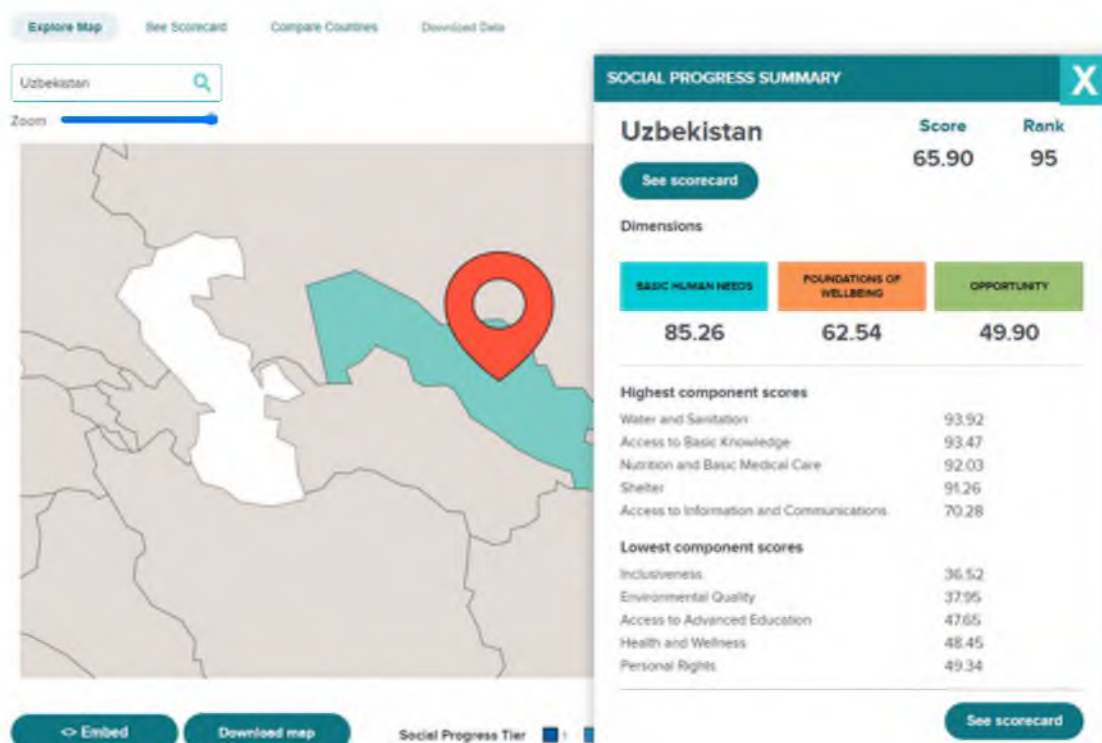 Explore Map See Scorecard Compare Countries Download Data
Uzbekistan
Zoom
SOCIAL PROGRESS SUMMARY X
Uzbekistan Score Rank
65.90 95
See scorecard
Dimensions
BASIC HUMAN NEEDS FOUNDATIONS OF WELLBEING OPPORTUNITY
85.26 62.54 49.90
Highest component scores
Water and Sanitation 93.92
Access to Basic Knowledge 93.47
Nutrition and Basic Medical Care 92.03
Shelter 91.26
Access to Information and Communications 70.28
Lowest component scores
Inclusiveness 36.52
Environmental Quality 37.95
Access to Advanced Education 47.65
Health and Wellness 48.45
Personal Rights 49.34
<> Embed Download map Social Progress Tier 1
See scorecard